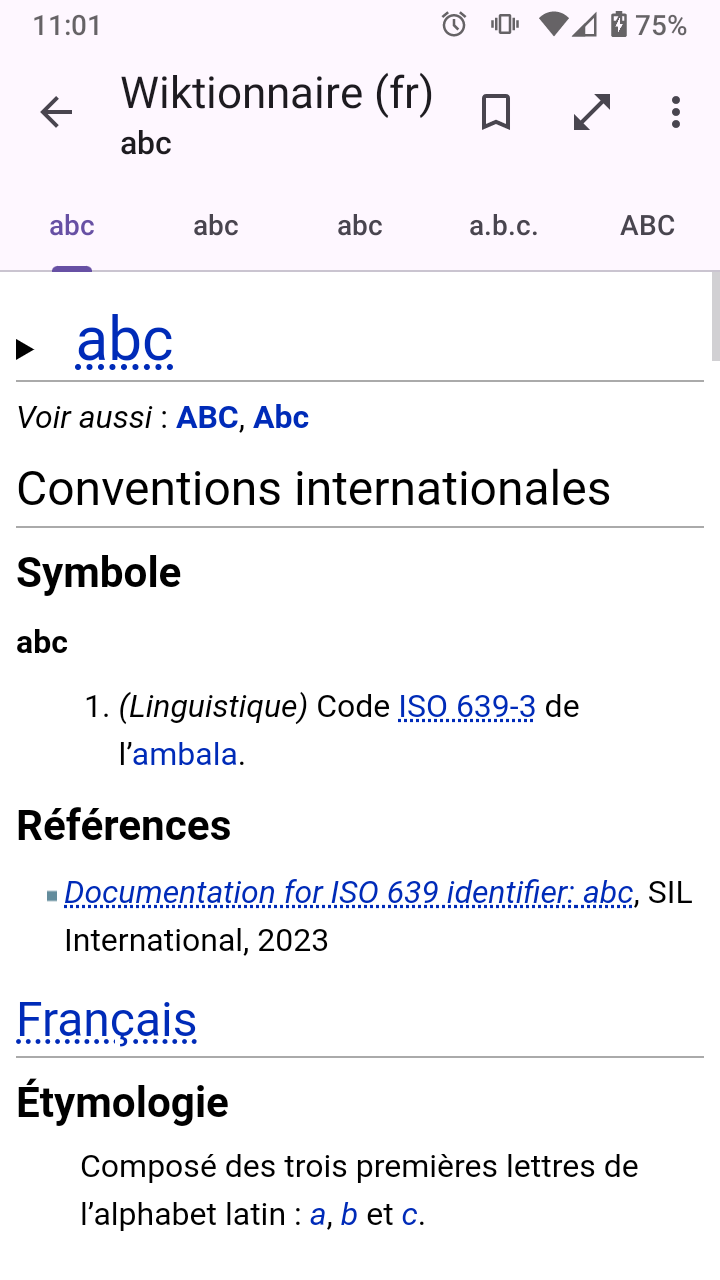 11:01
75%
Wiktionnaire (fr)
abc
abc
abc
abc
a.b.c.
ABC
abc
Voir aussi : ABC, Abc
Conventions internationales
Symbole
abc
1. (Linguistique) Code ISO 639-3 de
l’ambala.
Références
Documentation for ISO 639 identifier: abc, SIL
International, 2023
Français
Étymologie
Composé des trois premières lettres de
l’alphabet latin : a, b et c.